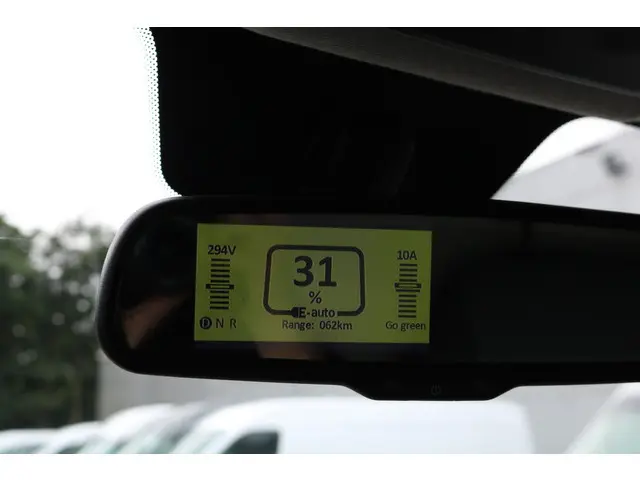 294V
10A
31
%
E-auto
D N R
Range: 062km
Go green